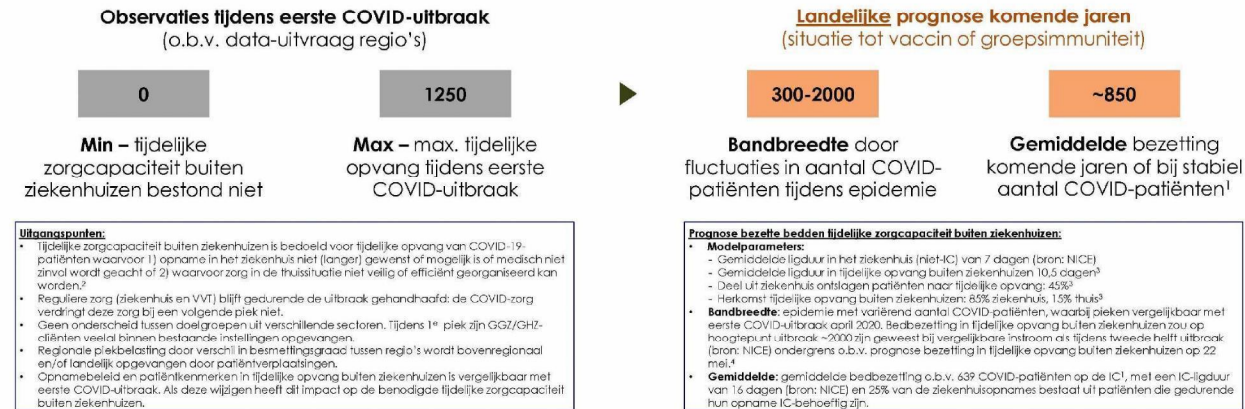 Observaties tijdens eerste COVID-uitbraak
(o.b.v. data-uitvraag regio's)
0
1250
Min – tijdelijke
zorgcapaciteit buiten
ziekenhuizen bestond niet
Max – max. tijdelijke
opvang tijdens eerste
COVID-uitbraak
Uitgangspunten:
• Tijdelijke zorgcapaciteit buiten ziekenhuizen is bedoeld voor tijdelijke opvang van COVID-19-
patiënten waarvoor 1) opname in het ziekenhuis niet (langer) gewenst of mogelijk is of medisch niet
zinvol wordt geacht of 2) waarvoor zorg in de thuissituatie niet veilig of efficiënt georganiseerd kan
worden.²
• Reguliere zorg (ziekenhuis en VVT) blijft gedurende de uitbraak gehandhaafd: de COVID-zorg
verdringt deze zorg bij een volgende piek niet.
• Geen onderscheid tussen doelgroepen uit verschillende sectoren. Tijdens 1ᵉ piek zijn GGZ/GHZ-
cliënten veelal binnen bestaande instellingen opgevangen.
• Regionale piekbelasting door verschil in besmettingsgraad tussen regio's wordt bovenregionaal
en/of landelijk opgevangen door patiëntverplaatsingen.
• Opnamebeleid en patiëntkenmerken in tijdelijke opvang buiten ziekenhuizen is vergelijkbaar met
eerste COVID-uitbraak. Als deze wijzigen heeft dit impact op de benodigde tijdelijke zorgcapaciteit
buiten ziekenhuizen.
Landelijke prognose komende jaren
(situatie tot vaccin of groepsimmuniteit)
300-2000
~850
Bandbreedte door
fluctuaties in aantal COVID-
patiënten tijdens epidemie
Gemiddelde bezetting
komende jaren of bij stabiel
aantal COVID-patiënten¹
Prognose bezette bedden tijdelijke zorgcapaciteit buiten ziekenhuizen:
• Modelparameters:
- Gemiddelde ligduur in het ziekenhuis (niet-IC) van 7 dagen (bron: NICE)
- Gemiddelde ligduur in tijdelijke opvang buiten ziekenhuizen 10,5 dagen³
- Deel uit ziekenhuis ontslagen patiënten naar tijdelijke opvang: 45%³
- Herkomst tijdelijke opvang buiten ziekenhuizen: 85% ziekenhuis, 15% thuis³
• Bandbreedte: epidemie met variërend aantal COVID-patiënten, waarbij pieken vergelijkbaar met
eerste COVID-uitbraak april 2020. Bedbezetting in tijdelijke opvang buiten ziekenhuizen zou op
hoogtepunt uitbraak ~2000 zijn geweest bij vergelijkbare instroom als tijdens tweede helft uitbraak
(bron: NICE) ondergrens o.b.v. prognose bezetting in tijdelijke opvang buiten ziekenhuizen op 22
mei.⁴
• Gemiddelde: gemiddelde bedbezetting o.b.v. 639 COVID-patiënten op de IC¹, met een IC-ligduur
van 16 dagen (bron: NICE) en 25% van de ziekenhuisopnames bestaat uit patiënten die gedurende
hun opname IC-behoeftig zijn.